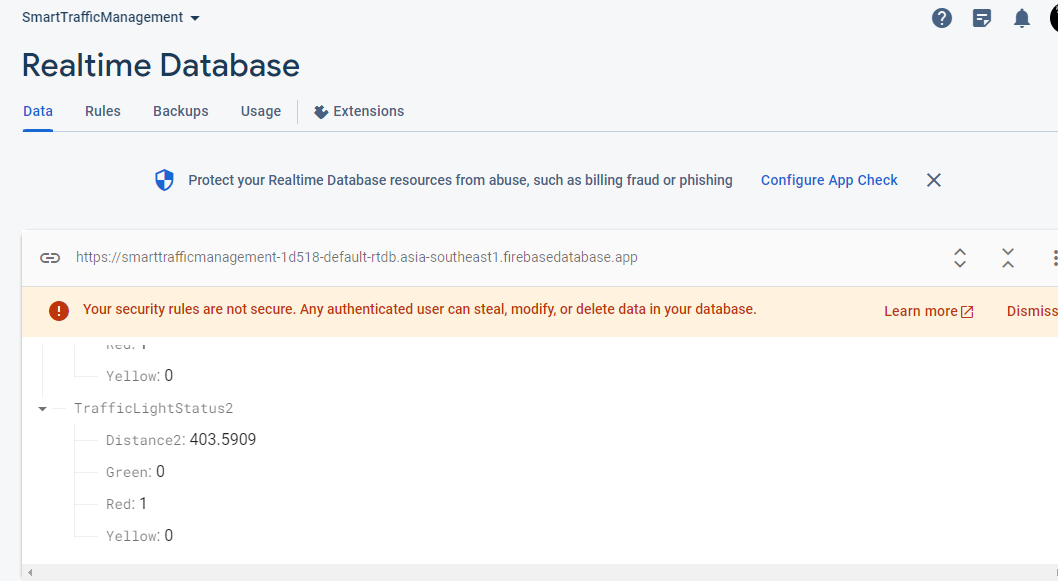 SmartTrafficManagement
Realtime Database
Data Rules Backups Usage Extensions
Protect your Realtime Database resources from abuse, such as billing fraud or phishing Configure App Check
https://smarttrafficmanagement-1d518-default-rtdb.asia-southeast1.firebasedatabase.app
Your security rules are not secure. Any authenticated user can steal, modify, or delete data in your database. Learn more Dismiss
Red: 1
Yellow: 0
TrafficLightStatus2
Distance2: 403.5909
Green: 0
Red: 1
Yellow: 0